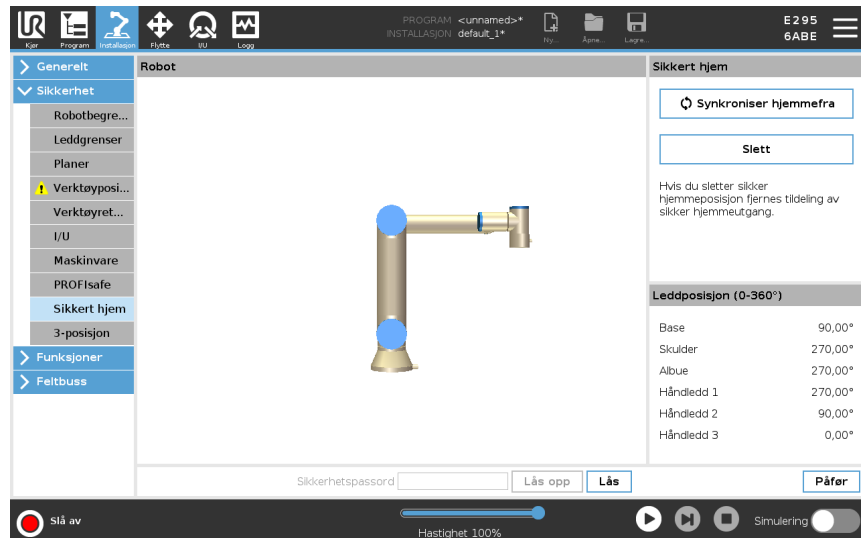 UR
Kjør
Program
Installasjon
Flytte
I/U
Logg
PROGRAM <unnamed>*
INSTALLASJON default_1*
Ny...
Åpne...
Lagre...
E295
6ABE
Generelt
Sikkerhet
Robotbegre...
Leddgrenser
Planer
Verktøyposi...
Verktøyret...
I/U
Maskinvare
PROFIsafe
Sikkert hjem
3-posisjon
Funksjoner
Feltbuss
Robot
Sikkert hjem
Synkroniser hjemmefra
Slett
Hvis du sletter sikker
hjemmeposisjon fjernes tildeling av
sikker hjemmeutgang.
Leddposisjon (0-360°)
Base 90,00°
Skulder 270,00°
Albue 270,00°
Håndledd 1 270,00°
Håndledd 2 90,00°
Håndledd 3 0,00°
Sikkerhetspassord
Lås opp
Lås
Påfør
Slå av
Hastighet 100%
Simulering